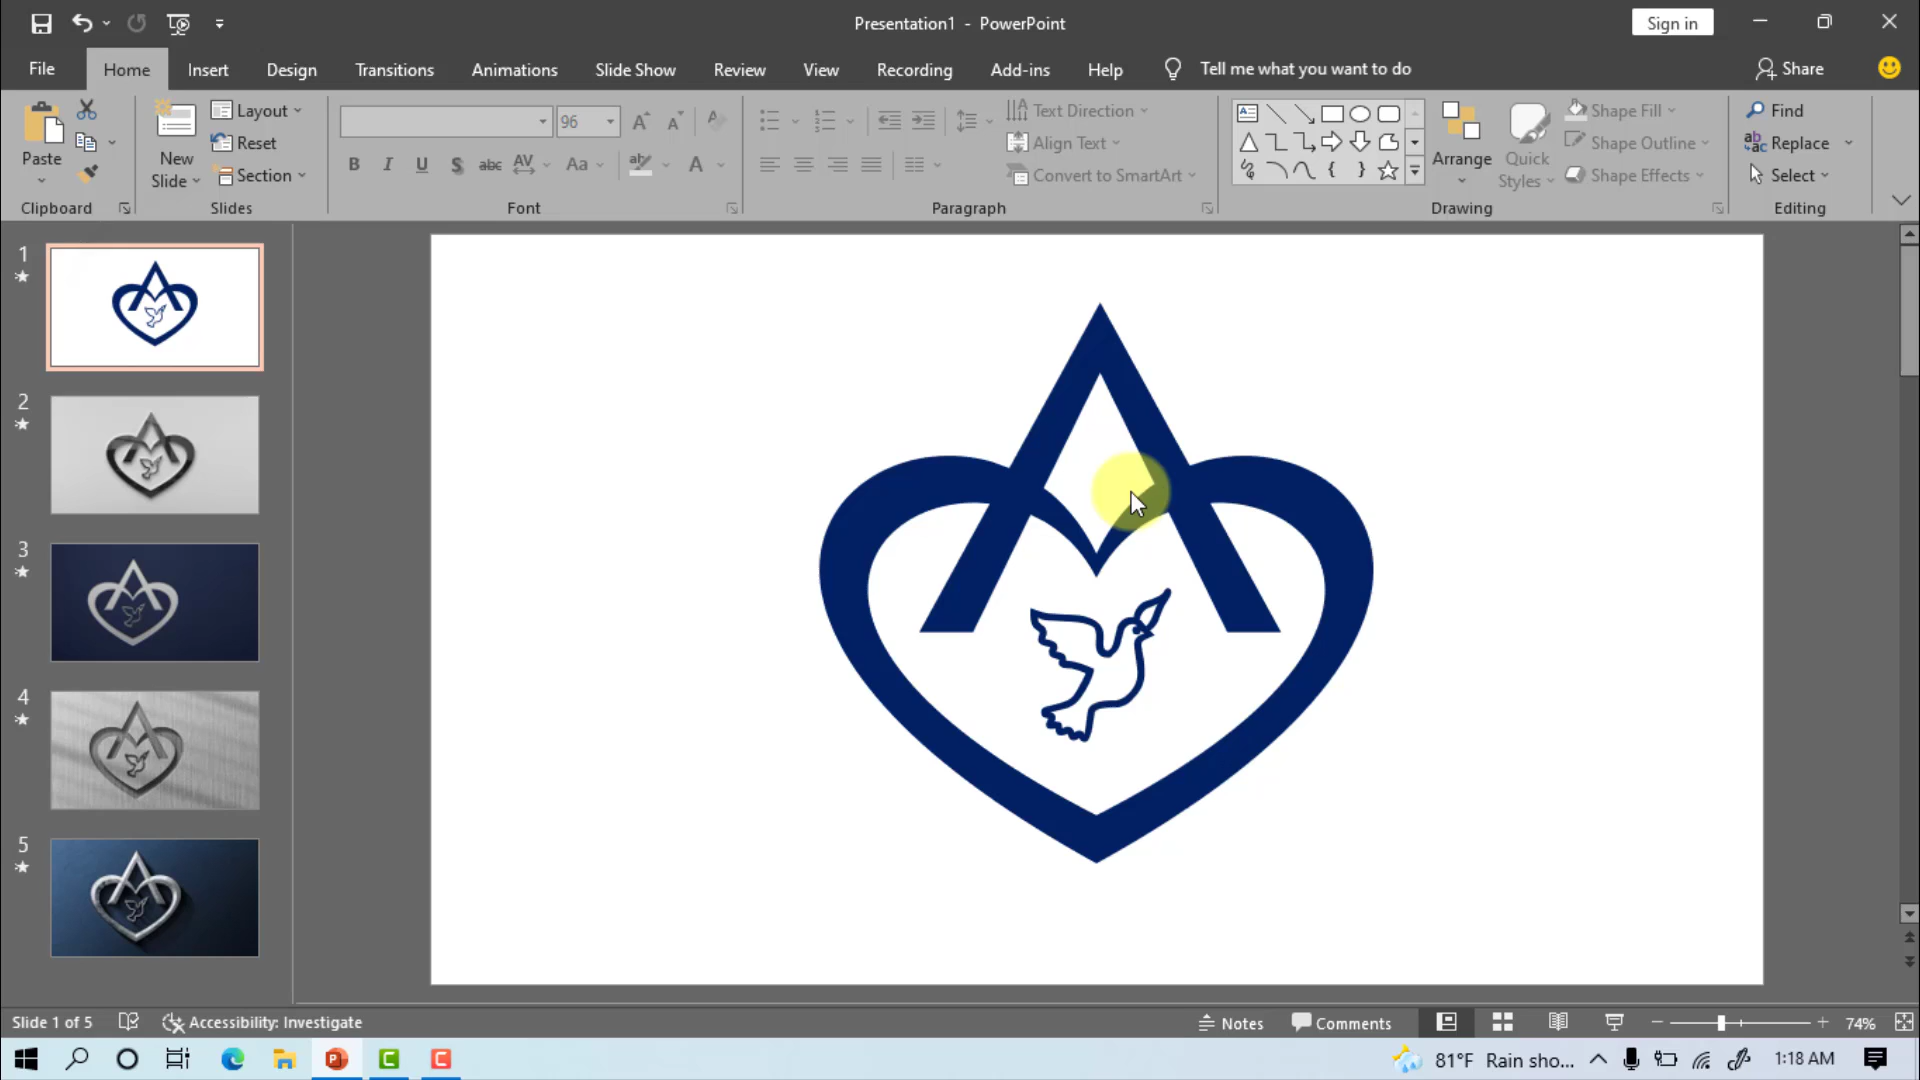 Presentation1 - PowerPoint
Sign in
File Home Insert Design Transitions Animations Slide Show Review View Recording Add-ins Help Tell me what you want to do Share
Paste
Clipboard
New Slide
Layout
Reset
Section
Slides
96
B I U S abc AV Aa A
Font
Text Direction
Align Text
Convert to SmartArt
Paragraph
Arrange
Quick Styles
Shape Fill
Shape Outline
Shape Effects
Drawing
Find
Replace
Select
Editing
1
2
3
4
5
Slide 1 of 5 Accessibility: Investigate Notes Comments 74%
81°F Rain sho... 1:18 AM